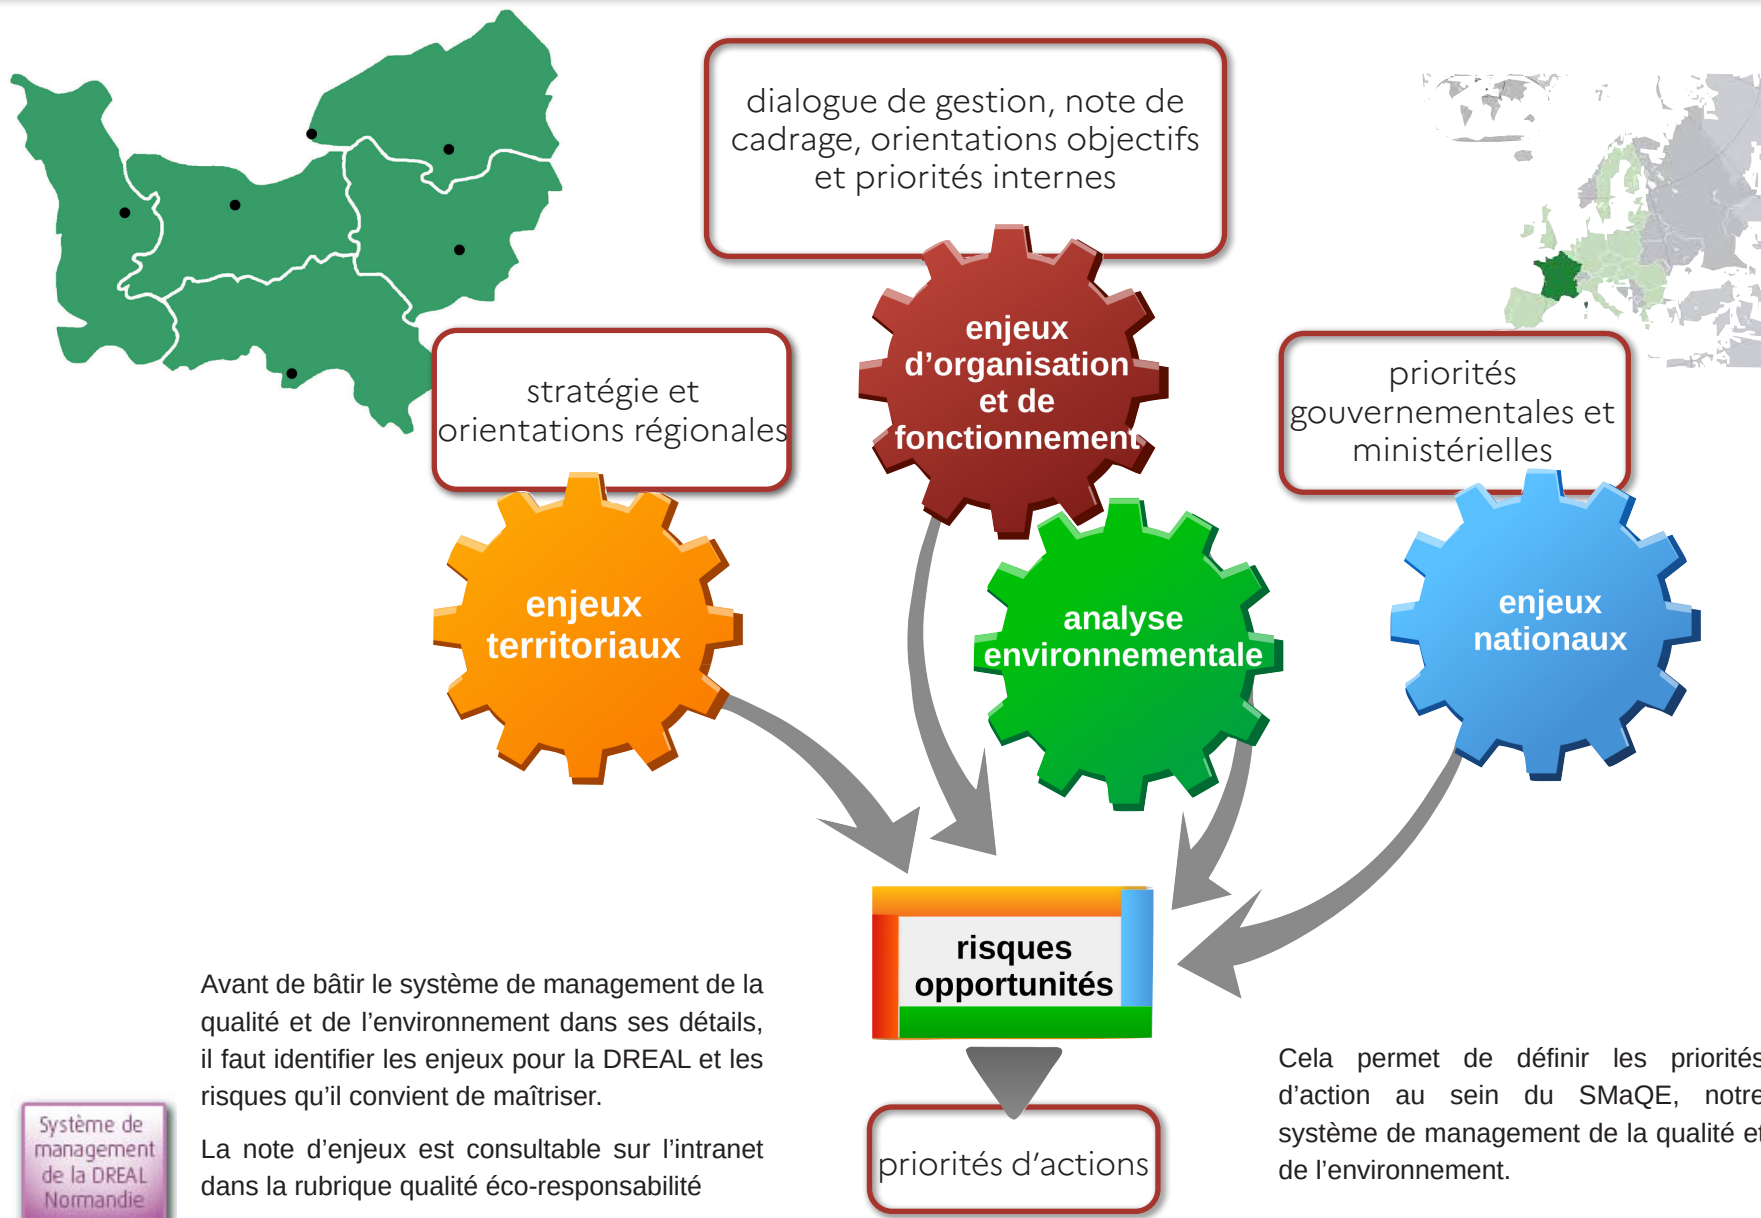 dialogue de gestion, note de
cadrage, orientations objectifs
et priorités internes
enjeux
d’organisation
et de
fonctionnement
stratégie et
orientations régionales
priorités
gouvernementales et
ministérielles
enjeux
territoriaux
analyse
environnementale
enjeux
nationaux
risques
opportunités
Avant de bâtir le système de management de la
qualité et de l’environnement dans ses détails,
il faut identifier les enjeux pour la DREAL et les
risques qu’il convient de maîtriser.
La note d’enjeux est consultable sur l’intranet
dans la rubrique qualité éco-responsabilité
Cela permet de définir les priorités
d’action au sein du SMaQE, notre
système de management de la qualité et
de l’environnement.
priorités d’actions
Système de
management
de la DREAL
Normandie